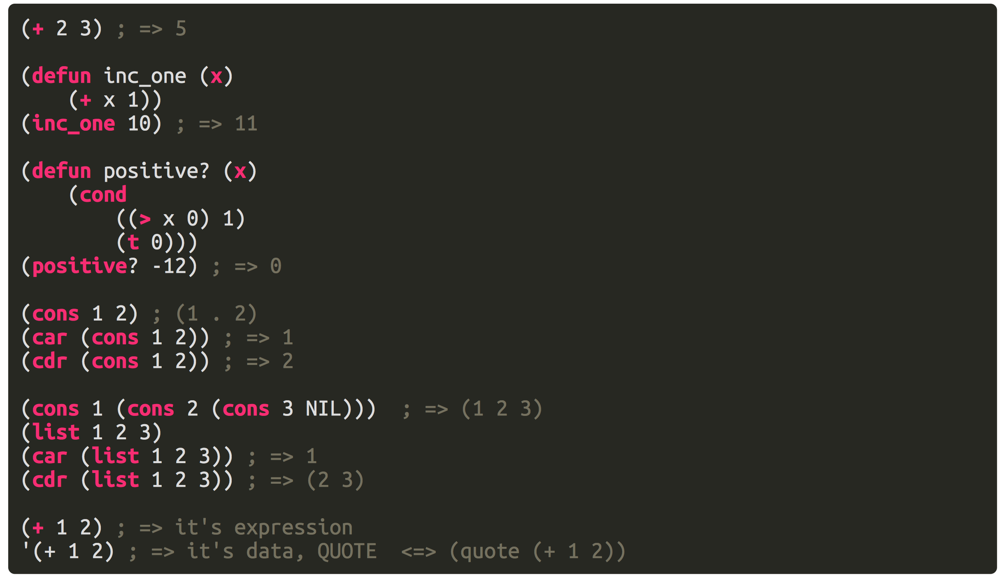 (+ 2 3) ; => 5
(defun inc_one (x)
    (+ x 1))
(inc_one 10) ; => 11
(defun positive? (x)
    (cond
        ((> x 0) 1)
        (t 0)))
(positive? -12) ; => 0
(cons 1 2) ; (1 . 2)
(car (cons 1 2)) ; => 1
(cdr (cons 1 2)) ; => 2
(cons 1 (cons 2 (cons 3 NIL)))  ; => (1 2 3)
(list 1 2 3)
(car (list 1 2 3)) ; => 1
(cdr (list 1 2 3)) ; => (2 3)
(+ 1 2) ; => it's expression
'(+ 1 2) ; => it's data, QUOTE  <=> (quote (+ 1 2))